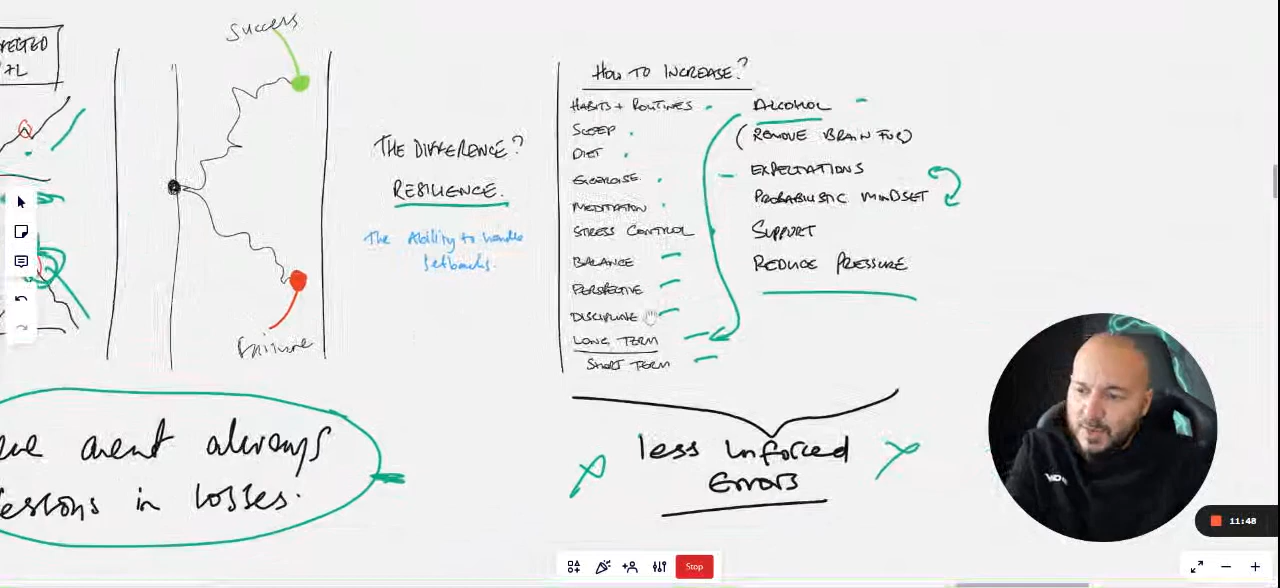 PECTED
Success
THE DIFFERENCE?
RESILIENCE.
The Ability to handle
Setbacks.
Failure
HOW TO INCREASE?
HABITS + ROUTINES
SLEEP
DIET
EXERCISE
MEDITATION
STRESS CONTROL
BALANCE
PERSPECTIVE
DISCIPLINE
LONG TERM
SHORT TERM
ALCOHOL
(REMOVE BRAIN FOG)
EXPECTATIONS
PROBABILISTIC MINDSET
SUPPORT
REDUCE PRESSURE
arent always
lessons in losses.
less Unforced
Errors
11:48
Stop